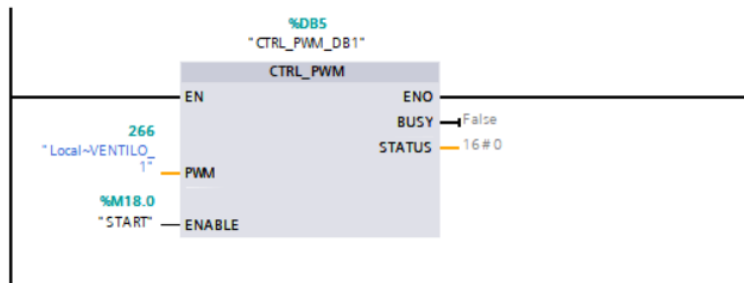 %DB5
"CTRL_PWM_DB1"
CTRL_PWM
EN
ENO
BUSY
False
STATUS
16#0
266
"Local~VENTILO_
1"
PWM
%M18.0
"START"
ENABLE